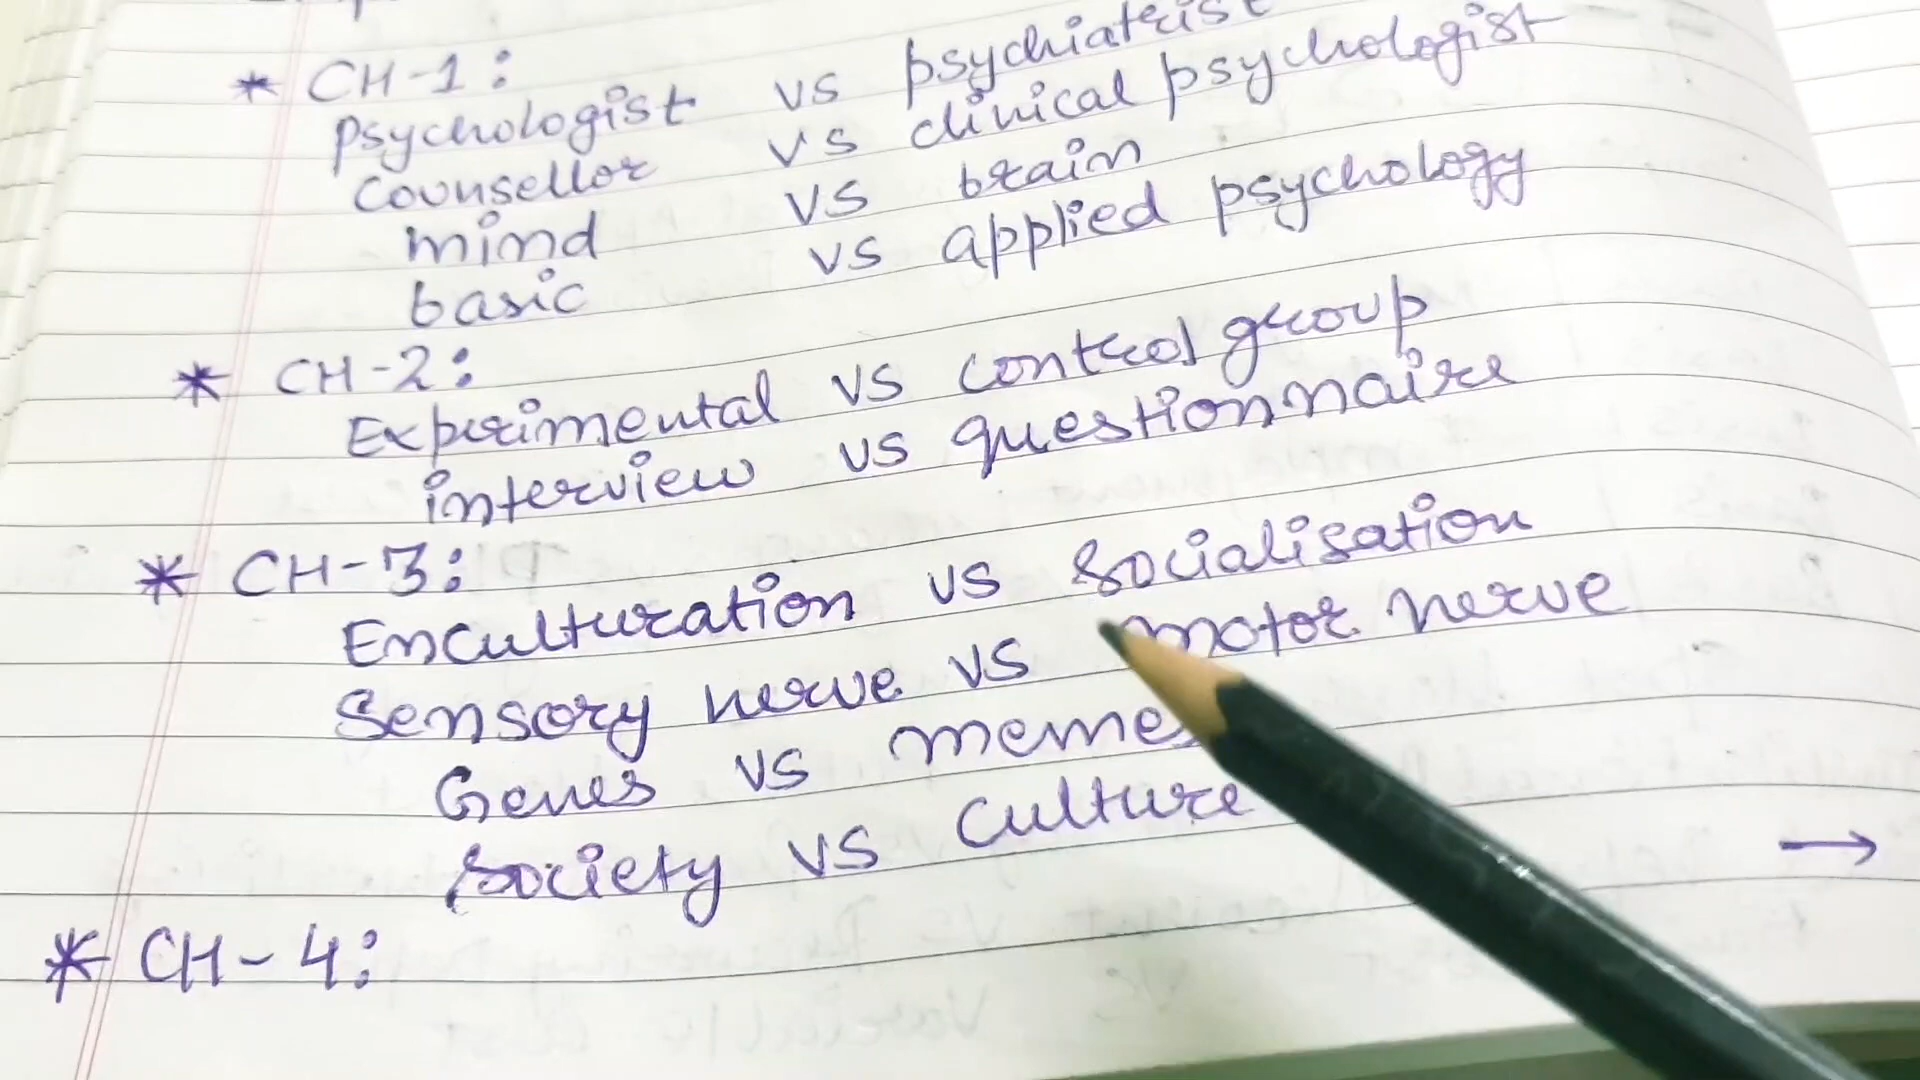 * CH-1:
Psychologist vs psychiatrist
Counsellor vs clinical psychologist
mind vs brain
basic vs applied psychology
* CH-2:
Experimental vs control group
interview vs questionnaire
* CH-3:
Enculturation vs Socialisation
Sensory nerve vs motor nerve
Genes vs memes
Society vs culture
→
* CH-4: